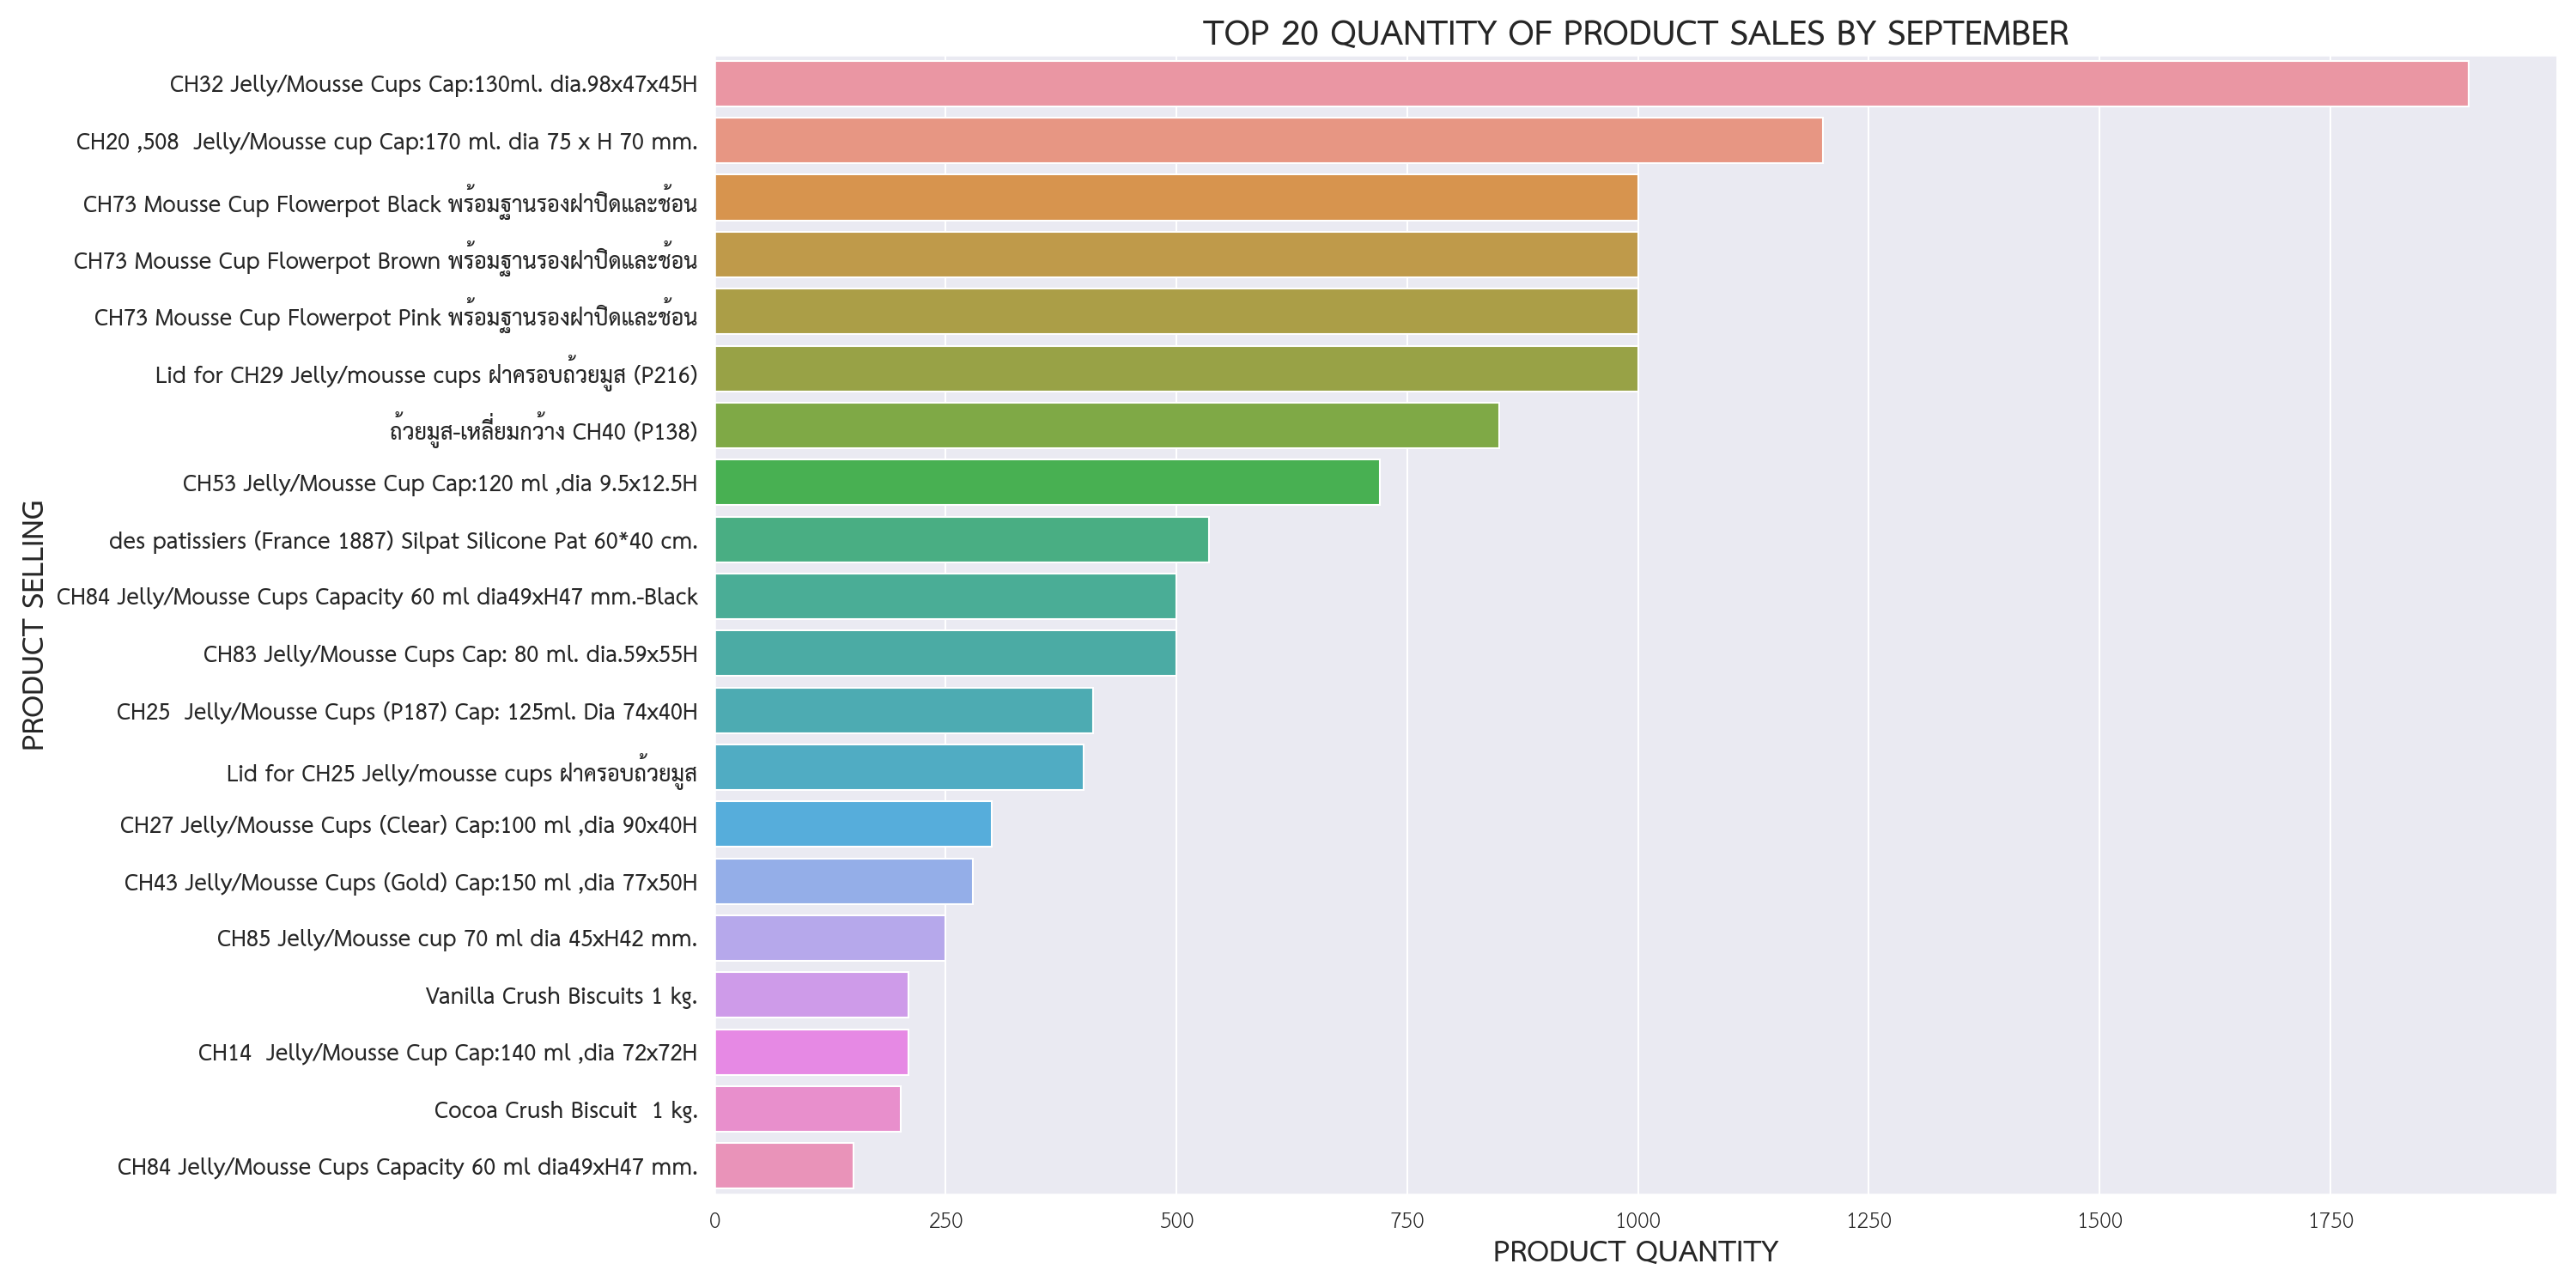 TOP 20 QUANTITY OF PRODUCT SALES BY SEPTEMBER
PRODUCT SELLING
CH32 Jelly/Mousse Cups Cap:130ml. dia.98x47x45H
CH20 ,508  Jelly/Mousse cup Cap:170 ml. dia 75 x H 70 mm.
CH73 Mousse Cup Flowerpot Black พร้อมฐานรองฝาปิดและช้อน
CH73 Mousse Cup Flowerpot Brown พร้อมฐานรองฝาปิดและช้อน
CH73 Mousse Cup Flowerpot Pink พร้อมฐานรองฝาปิดและช้อน
Lid for CH29 Jelly/mousse cups ฝาครอบถ้วยมูส (P216)
ถ้วยมูส-เหลี่ยมกว้าง CH40 (P138)
CH53 Jelly/Mousse Cup Cap:120 ml ,dia 9.5x12.5H
des patissiers (France 1887) Silpat Silicone Pat 60*40 cm.
CH84 Jelly/Mousse Cups Capacity 60 ml dia49xH47 mm.-Black
CH83 Jelly/Mousse Cups Cap: 80 ml. dia.59x55H
CH25  Jelly/Mousse Cups (P187) Cap: 125ml. Dia 74x40H
Lid for CH25 Jelly/mousse cups ฝาครอบถ้วยมูส
CH27 Jelly/Mousse Cups (Clear) Cap:100 ml ,dia 90x40H
CH43 Jelly/Mousse Cups (Gold) Cap:150 ml ,dia 77x50H
CH85 Jelly/Mousse cup 70 ml dia 45xH42 mm.
Vanilla Crush Biscuits 1 kg.
CH14  Jelly/Mousse Cup Cap:140 ml ,dia 72x72H
Cocoa Crush Biscuit  1 kg.
CH84 Jelly/Mousse Cups Capacity 60 ml dia49xH47 mm.
0 250 500 750 1000 1250 1500 1750
PRODUCT QUANTITY